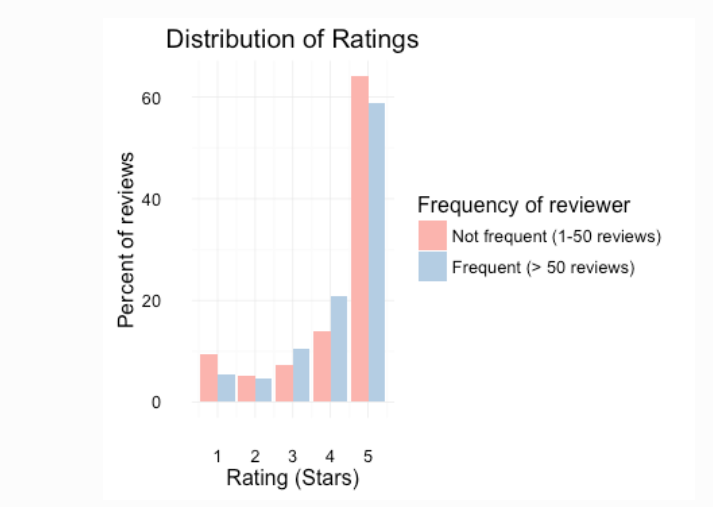 Distribution of Ratings
60
40
20
0
Percent of reviews
1 2 3 4 5
Rating (Stars)
Frequency of reviewer
Not frequent (1-50 reviews)
Frequent (> 50 reviews)